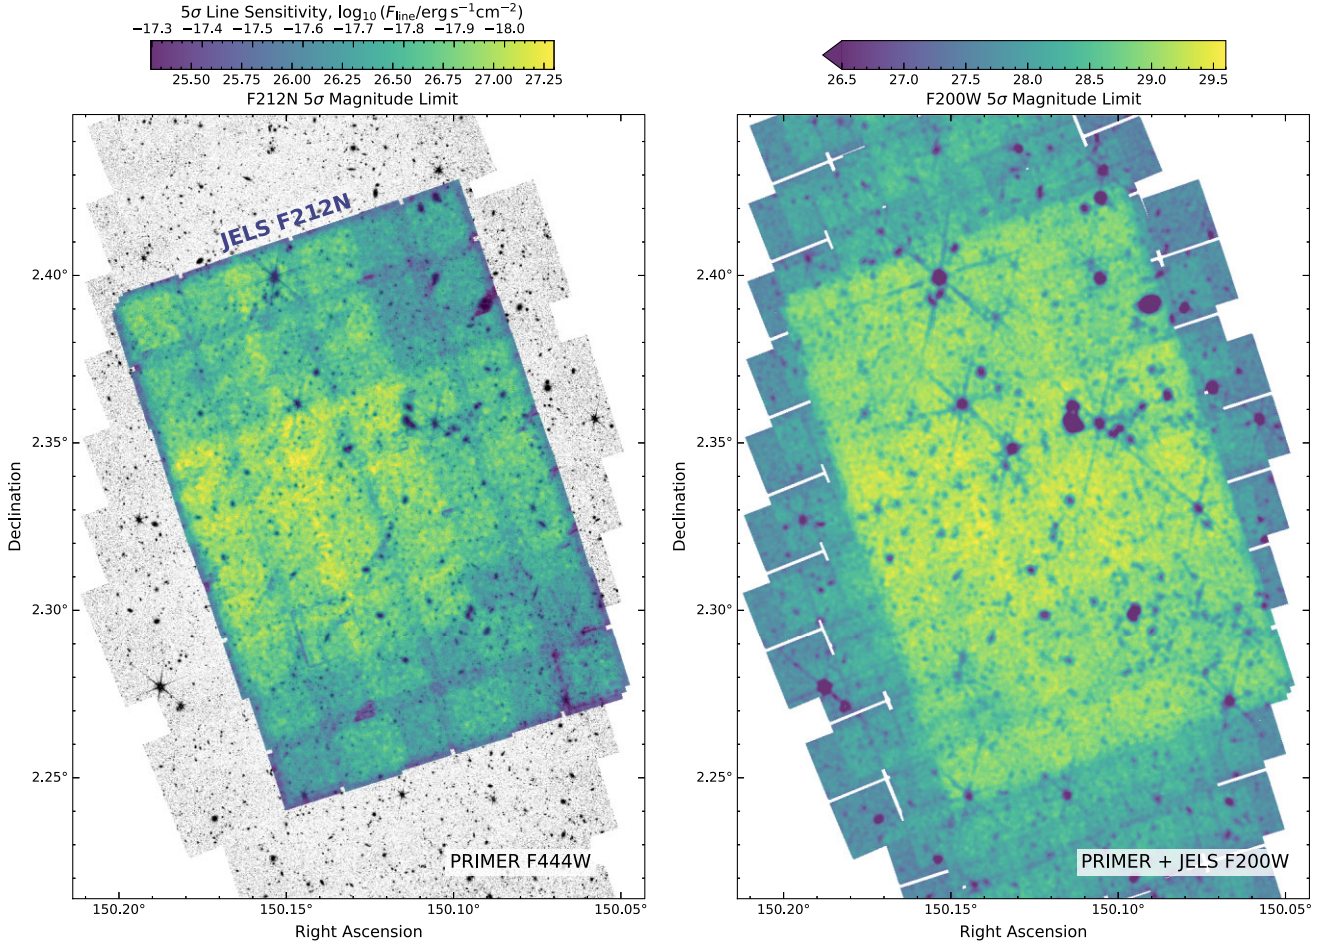 5σ Line Sensitivity, log₁₀ (F_line/erg s⁻¹ cm⁻²)
−17.3 −17.4 −17.5 −17.6 −17.7 −17.8 −17.9 −18.0
25.50 25.75 26.00 26.25 26.50 26.75 27.00 27.25
F212N 5σ Magnitude Limit
JELS F212N
2.40°
2.35°
2.30°
2.25°
Declination
PRIMER F444W
150.20° 150.15° 150.10° 150.05°
Right Ascension
26.5 27.0 27.5 28.0 28.5 29.0 29.5
F200W 5σ Magnitude Limit
2.40°
2.35°
2.30°
2.25°
Declination
PRIMER + JELS F200W
150.20° 150.15° 150.10° 150.05°
Right Ascension